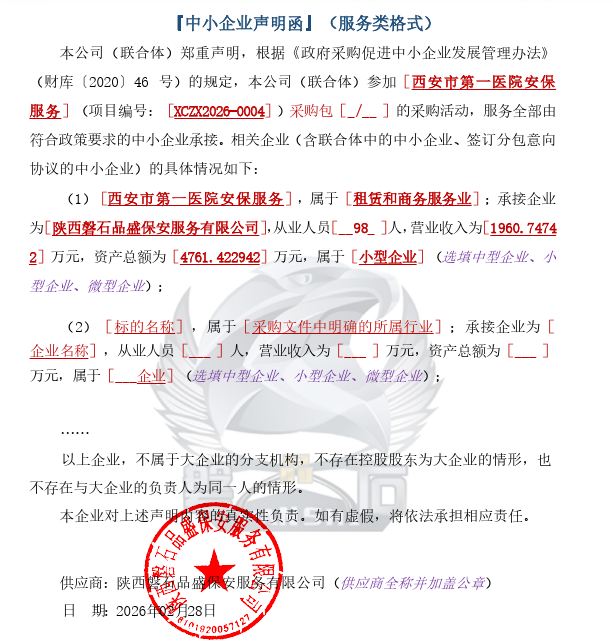 『中小企业声明函』（服务类格式）
本公司（联合体）郑重声明，根据《政府采购促进中小企业发展管理办法》
（财库〔2020〕46 号）的规定，本公司（联合体）参加［西安市第一医院安保
服务］（项目编号：［XCZX2026-0004］）采购包［_/__ ］的采购活动，服务全部由
符合政策要求的中小企业承接。相关企业（含联合体中的中小企业、签订分包意向
协议的中小企业）的具体情况如下：
（1）［西安市第一医院安保服务］，属于［租赁和商务服务业］；承接企业
为［陕西磐石品盛保安服务有限公司］，从业人员［__98_ ］人，营业收入为［1960.7474
2］万元，资产总额为［4761.422942］万元，属于［小型企业］（选填中型企业、小
型企业、微型企业）；
（2）［标的名称］，属于［采购文件中明确的所属行业］；承接企业为［
企业名称］，从业人员［___ ］人，营业收入为［___ ］万元，资产总额为［___ ］
万元，属于［___企业］（选填中型企业、小型企业、微型企业）；
……
以上企业，不属于大企业的分支机构，不存在控股股东为大企业的情形，也
不存在与大企业的负责人为同一人的情形。
本企业对上述声明内容的真实性负责。如有虚假，将依法承担相应责任。
供应商：陕西磐石品盛保安服务有限公司（供应商全称并加盖公章）
日 期：2026年02月28日
陕西磐石品盛保安服务有限公司
6101920057127